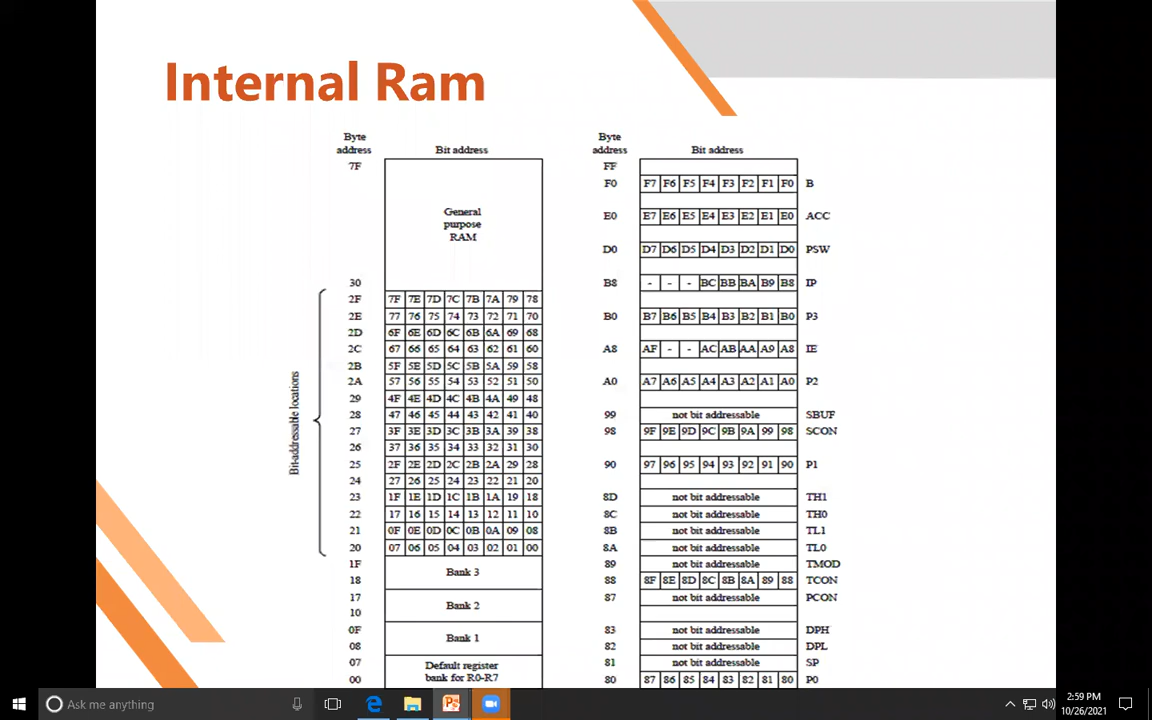 Internal Ram
Byte
address
Bit address
7F
General
purpose
RAM
30
2F 7F 7E 7D 7C 7B 7A 79 78
2E 77 76 75 74 73 72 71 70
2D 6F 6E 6D 6C 6B 6A 69 68
2C 67 66 65 64 63 62 61 60
2B 5F 5E 5D 5C 5B 5A 59 58
2A 57 56 55 54 53 52 51 50
29 4F 4E 4D 4C 4B 4A 49 48
28 47 46 45 44 43 42 41 40
27 3F 3E 3D 3C 3B 3A 39 38
26 37 36 35 34 33 32 31 30
25 2F 2E 2D 2C 2B 2A 29 28
24 27 26 25 24 23 22 21 20
23 1F 1E 1D 1C 1B 1A 19 18
22 17 16 15 14 13 12 11 10
21 0F 0E 0D 0C 0B 0A 09 08
20 07 06 05 04 03 02 01 00
Bit-addressable locations
1F
Bank 3
18
17
Bank 2
10
0F
Bank 1
08
07
Default register
bank for R0-R7
00
Byte
address
Bit address
FF
F0 F7 F6 F5 F4 F3 F2 F1 F0 B
E0 E7 E6 E5 E4 E3 E2 E1 E0 ACC
D0 D7 D6 D5 D4 D3 D2 D1 D0 PSW
B8 - - - BC BB BA B9 B8 IP
B0 B7 B6 B5 B4 B3 B2 B1 B0 P3
A8 AF - - AC AB AA A9 A8 IE
A0 A7 A6 A5 A4 A3 A2 A1 A0 P2
99 not bit addressable SBUF
98 9F 9E 9D 9C 9B 9A 99 98 SCON
90 97 96 95 94 93 92 91 90 P1
8D not bit addressable TH1
8C not bit addressable TH0
8B not bit addressable TL1
8A not bit addressable TL0
89 not bit addressable TMOD
88 8F 8E 8D 8C 8B 8A 89 88 TCON
87 not bit addressable PCON
83 not bit addressable DPH
82 not bit addressable DPL
81 not bit addressable SP
80 87 86 85 84 83 82 81 80 P0
Ask me anything
2:59 PM
10/26/2021